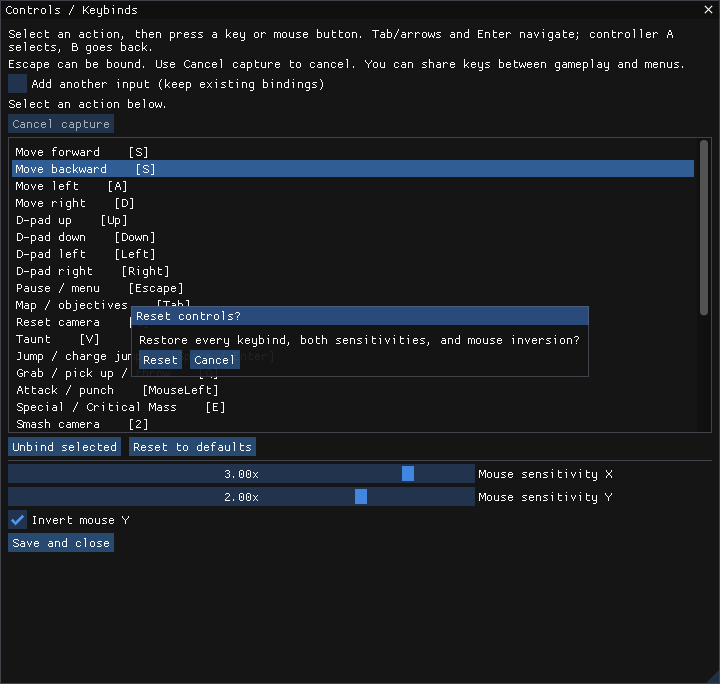 Controls / Keybinds
Select an action, then press a key or mouse button. Tab/arrows and Enter navigate; controller A
selects, B goes back.
Escape can be bound. Use Cancel capture to cancel. You can share keys between gameplay and menus.
Add another input (keep existing bindings)
Select an action below.
Cancel capture
Move forward [S]
Move backward [S]
Move left [A]
Move right [D]
D-pad up [Up]
D-pad down [Down]
D-pad left [Left]
D-pad right [Right]
Pause / menu [Escape]
Map / objectives [Tab]
Reset camera
Taunt [V]
Jump / charge
Grab / pick up /
Attack / punch [MouseLeft]
Special / Critical Mass [E]
Smash camera [2]
Reset controls?
Restore every keybind, both sensitivities, and mouse inversion?
Reset Cancel
Unbind selected Reset to defaults
3.00x Mouse sensitivity X
2.00x Mouse sensitivity Y
Invert mouse Y
Save and close